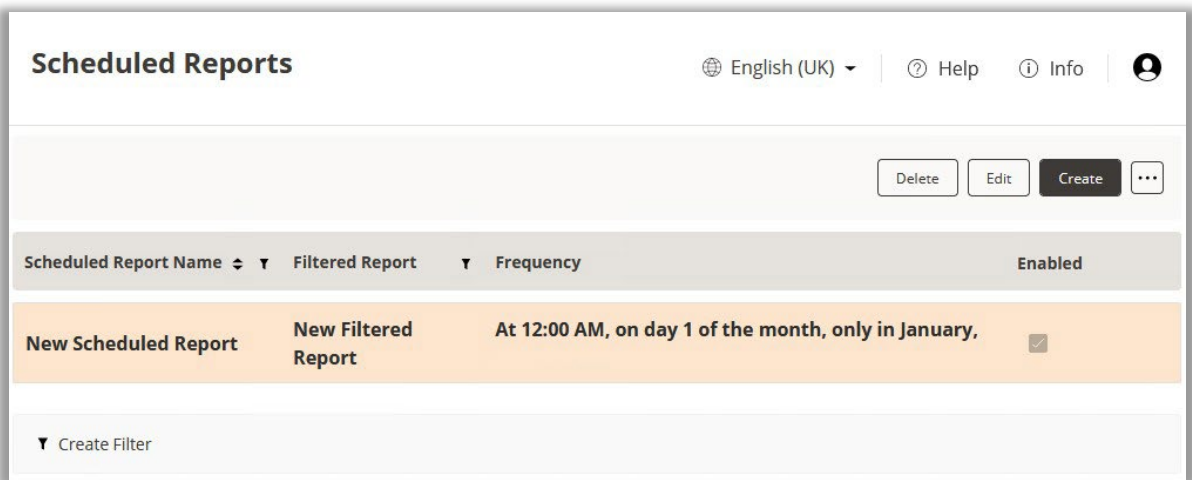 Scheduled Reports
English (UK)
Help
Info
Delete
Edit
Create
Scheduled Report Name
Filtered Report
Frequency
Enabled
New Scheduled Report
New Filtered
Report
At 12:00 AM, on day 1 of the month, only in January,
Create Filter